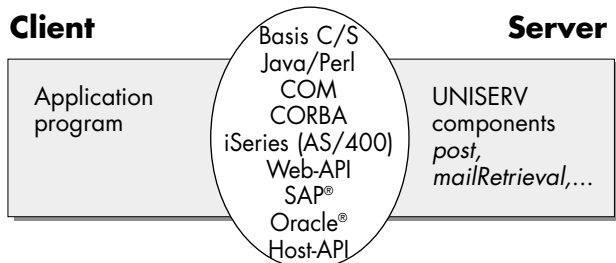 Client
Server
Application
program
Basis C/S
Java/Perl
COM
CORBA
iSeries (AS/400)
Web-API
SAP®
Oracle®
Host-API
UNISERV
components
post,
mailRetrieval,...